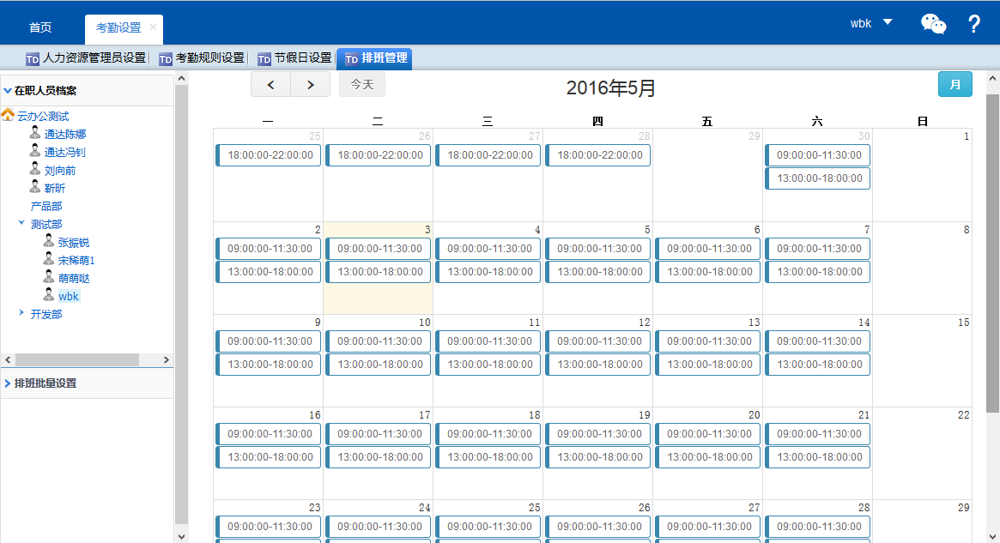 首页
考勤设置 ×
wbk
?
TD 人力资源管理员设置
TD 考勤规则设置
TD 节假日设置
TD 排班管理
在职人员档案
云办公测试
通达陈娜
通达冯钊
刘向前
靳昕
产品部
测试部
张振锐
宋稀萌1
萌萌哒
wbk
开发部
排班批量设置
< > 今天
2016年5月
月
一 二 三 四 五 六 日
25 26 27 28 29 30 1
18:00:00-22:00:00 18:00:00-22:00:00 18:00:00-22:00:00 18:00:00-22:00:00 09:00:00-11:30:00
13:00:00-18:00:00
2 3 4 5 6 7 8
09:00:00-11:30:00 09:00:00-11:30:00 09:00:00-11:30:00 09:00:00-11:30:00 09:00:00-11:30:00 09:00:00-11:30:00
13:00:00-18:00:00 13:00:00-18:00:00 13:00:00-18:00:00 13:00:00-18:00:00 13:00:00-18:00:00 13:00:00-18:00:00
9 10 11 12 13 14 15
09:00:00-11:30:00 09:00:00-11:30:00 09:00:00-11:30:00 09:00:00-11:30:00 09:00:00-11:30:00 09:00:00-11:30:00
13:00:00-18:00:00 13:00:00-18:00:00 13:00:00-18:00:00 13:00:00-18:00:00 13:00:00-18:00:00 13:00:00-18:00:00
16 17 18 19 20 21 22
09:00:00-11:30:00 09:00:00-11:30:00 09:00:00-11:30:00 09:00:00-11:30:00 09:00:00-11:30:00 09:00:00-11:30:00
13:00:00-18:00:00 13:00:00-18:00:00 13:00:00-18:00:00 13:00:00-18:00:00 13:00:00-18:00:00 13:00:00-18:00:00
23 24 25 26 27 28 29
09:00:00-11:30:00 09:00:00-11:30:00 09:00:00-11:30:00 09:00:00-11:30:00 09:00:00-11:30:00 09:00:00-11:30:00